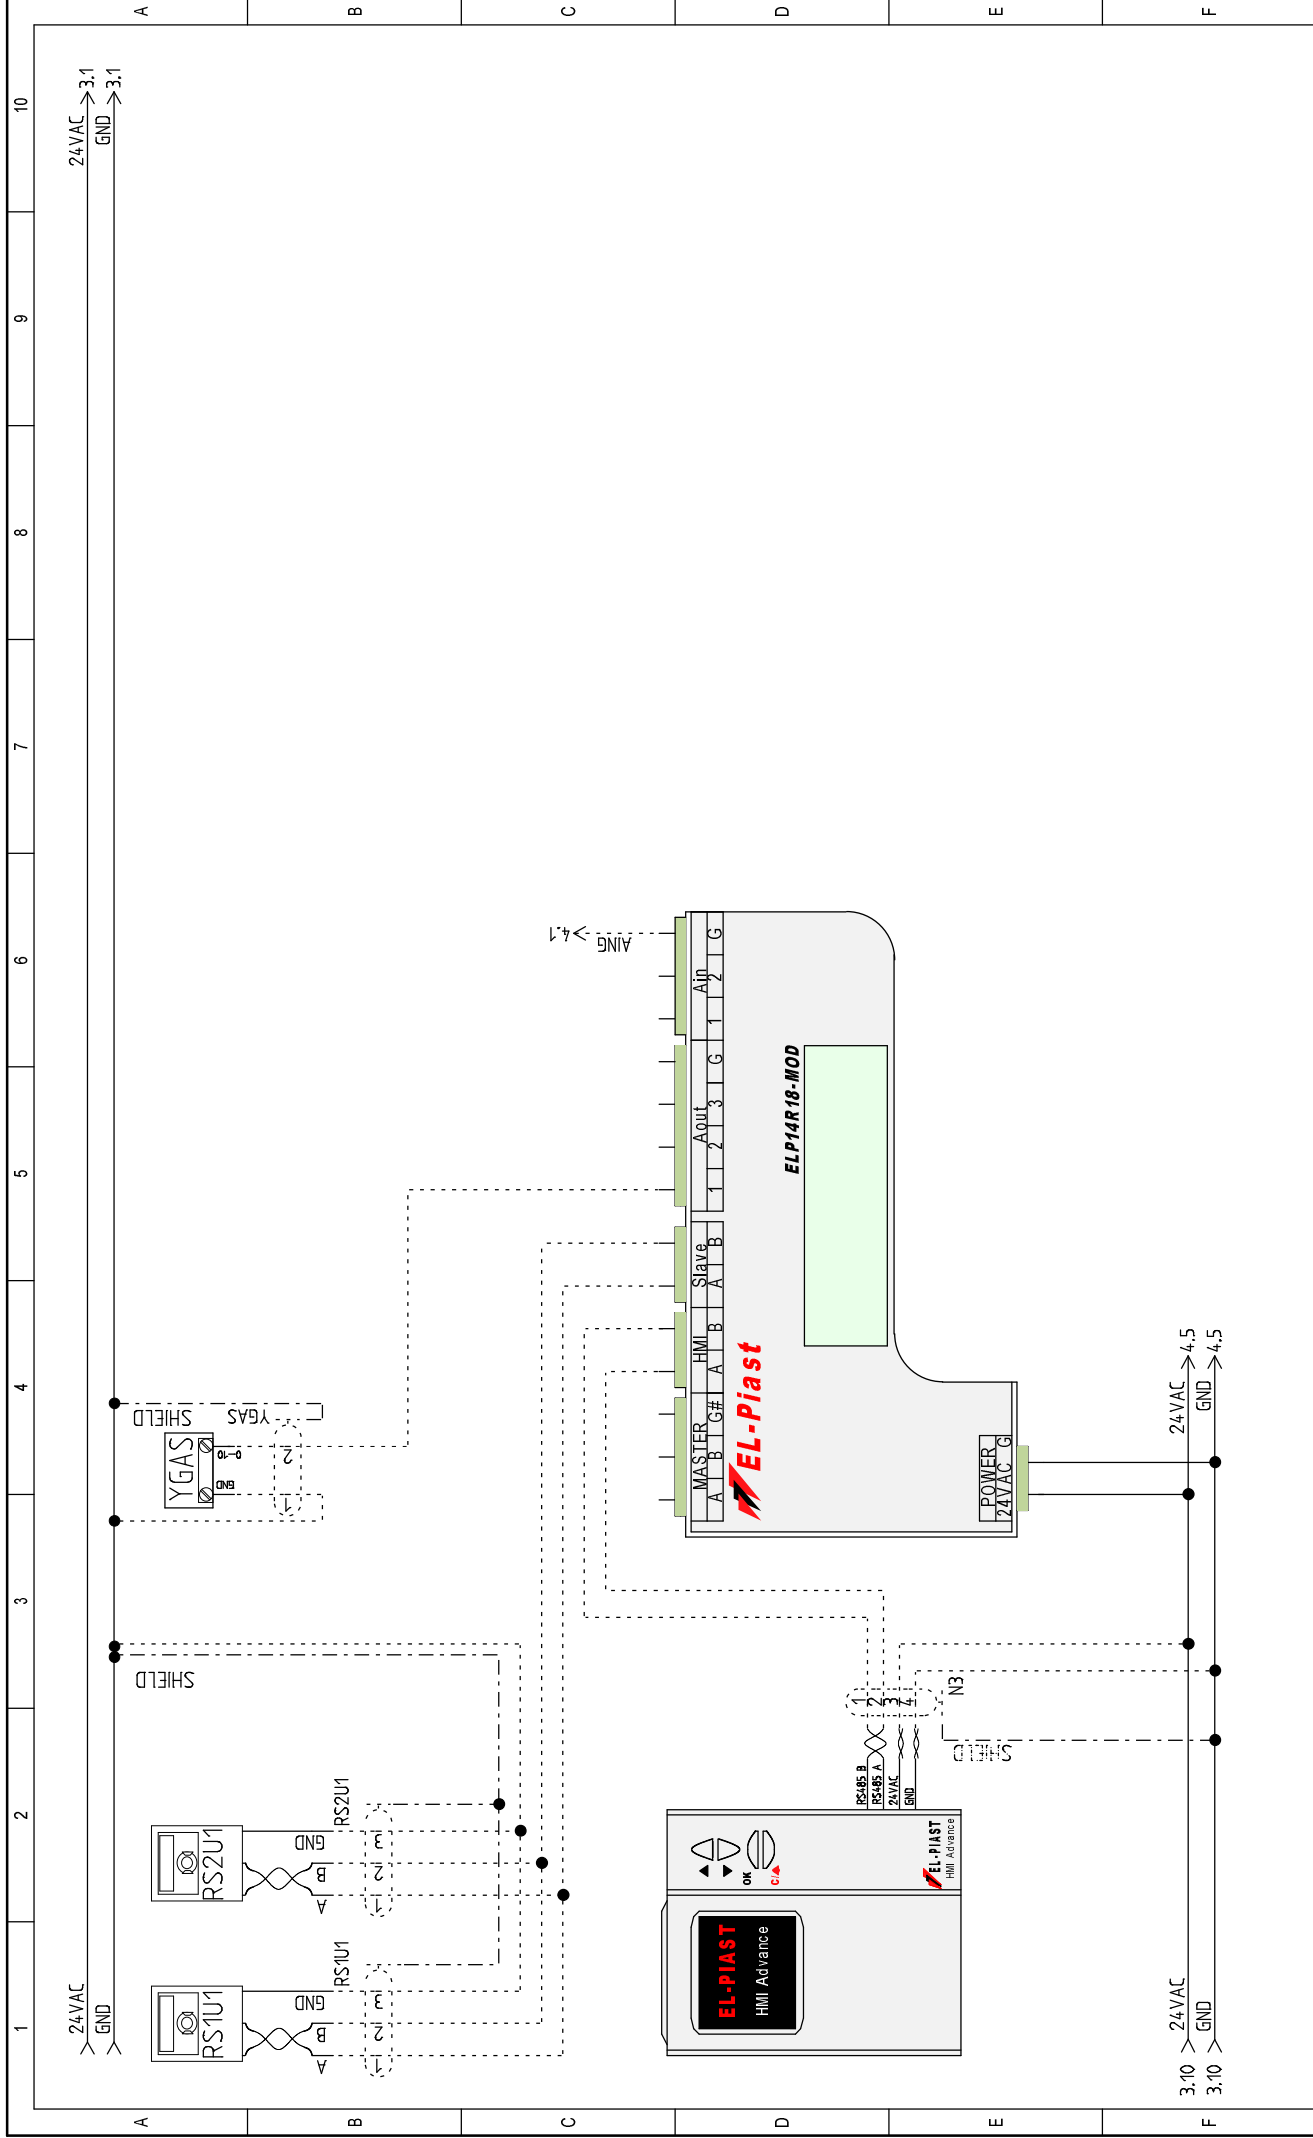 1 2 3 4 5 6 7 8 9 10
A
B
C
D
E
F
A
B
C
D
E
F
24VAC
GND
24VAC
3.1
GND
3.1
RS1U1
A
B
GND
1
2
3
RS1U1
RS2U1
A
B
GND
1
2
3
RS2U1
SHIELD
YGAS
GND
0-10
1
2
YGAS
SHIELD
AING
4.1
MASTER
A B G#
HMI
A B
Slave
A B
Aout
1 2 3 G
Ain
1 2 G
EL-Piast
ELP14R18-MOD
POWER
24VAC G
EL-PIAST
HMI Advance
OK
C/
EL-PIAST
HMI Advance
RS485 B
RS485 A
24VAC
GND
1
2
3
4
N3
SHIELD
3.10
24VAC
3.10
GND
24VAC
4.5
GND
4.5